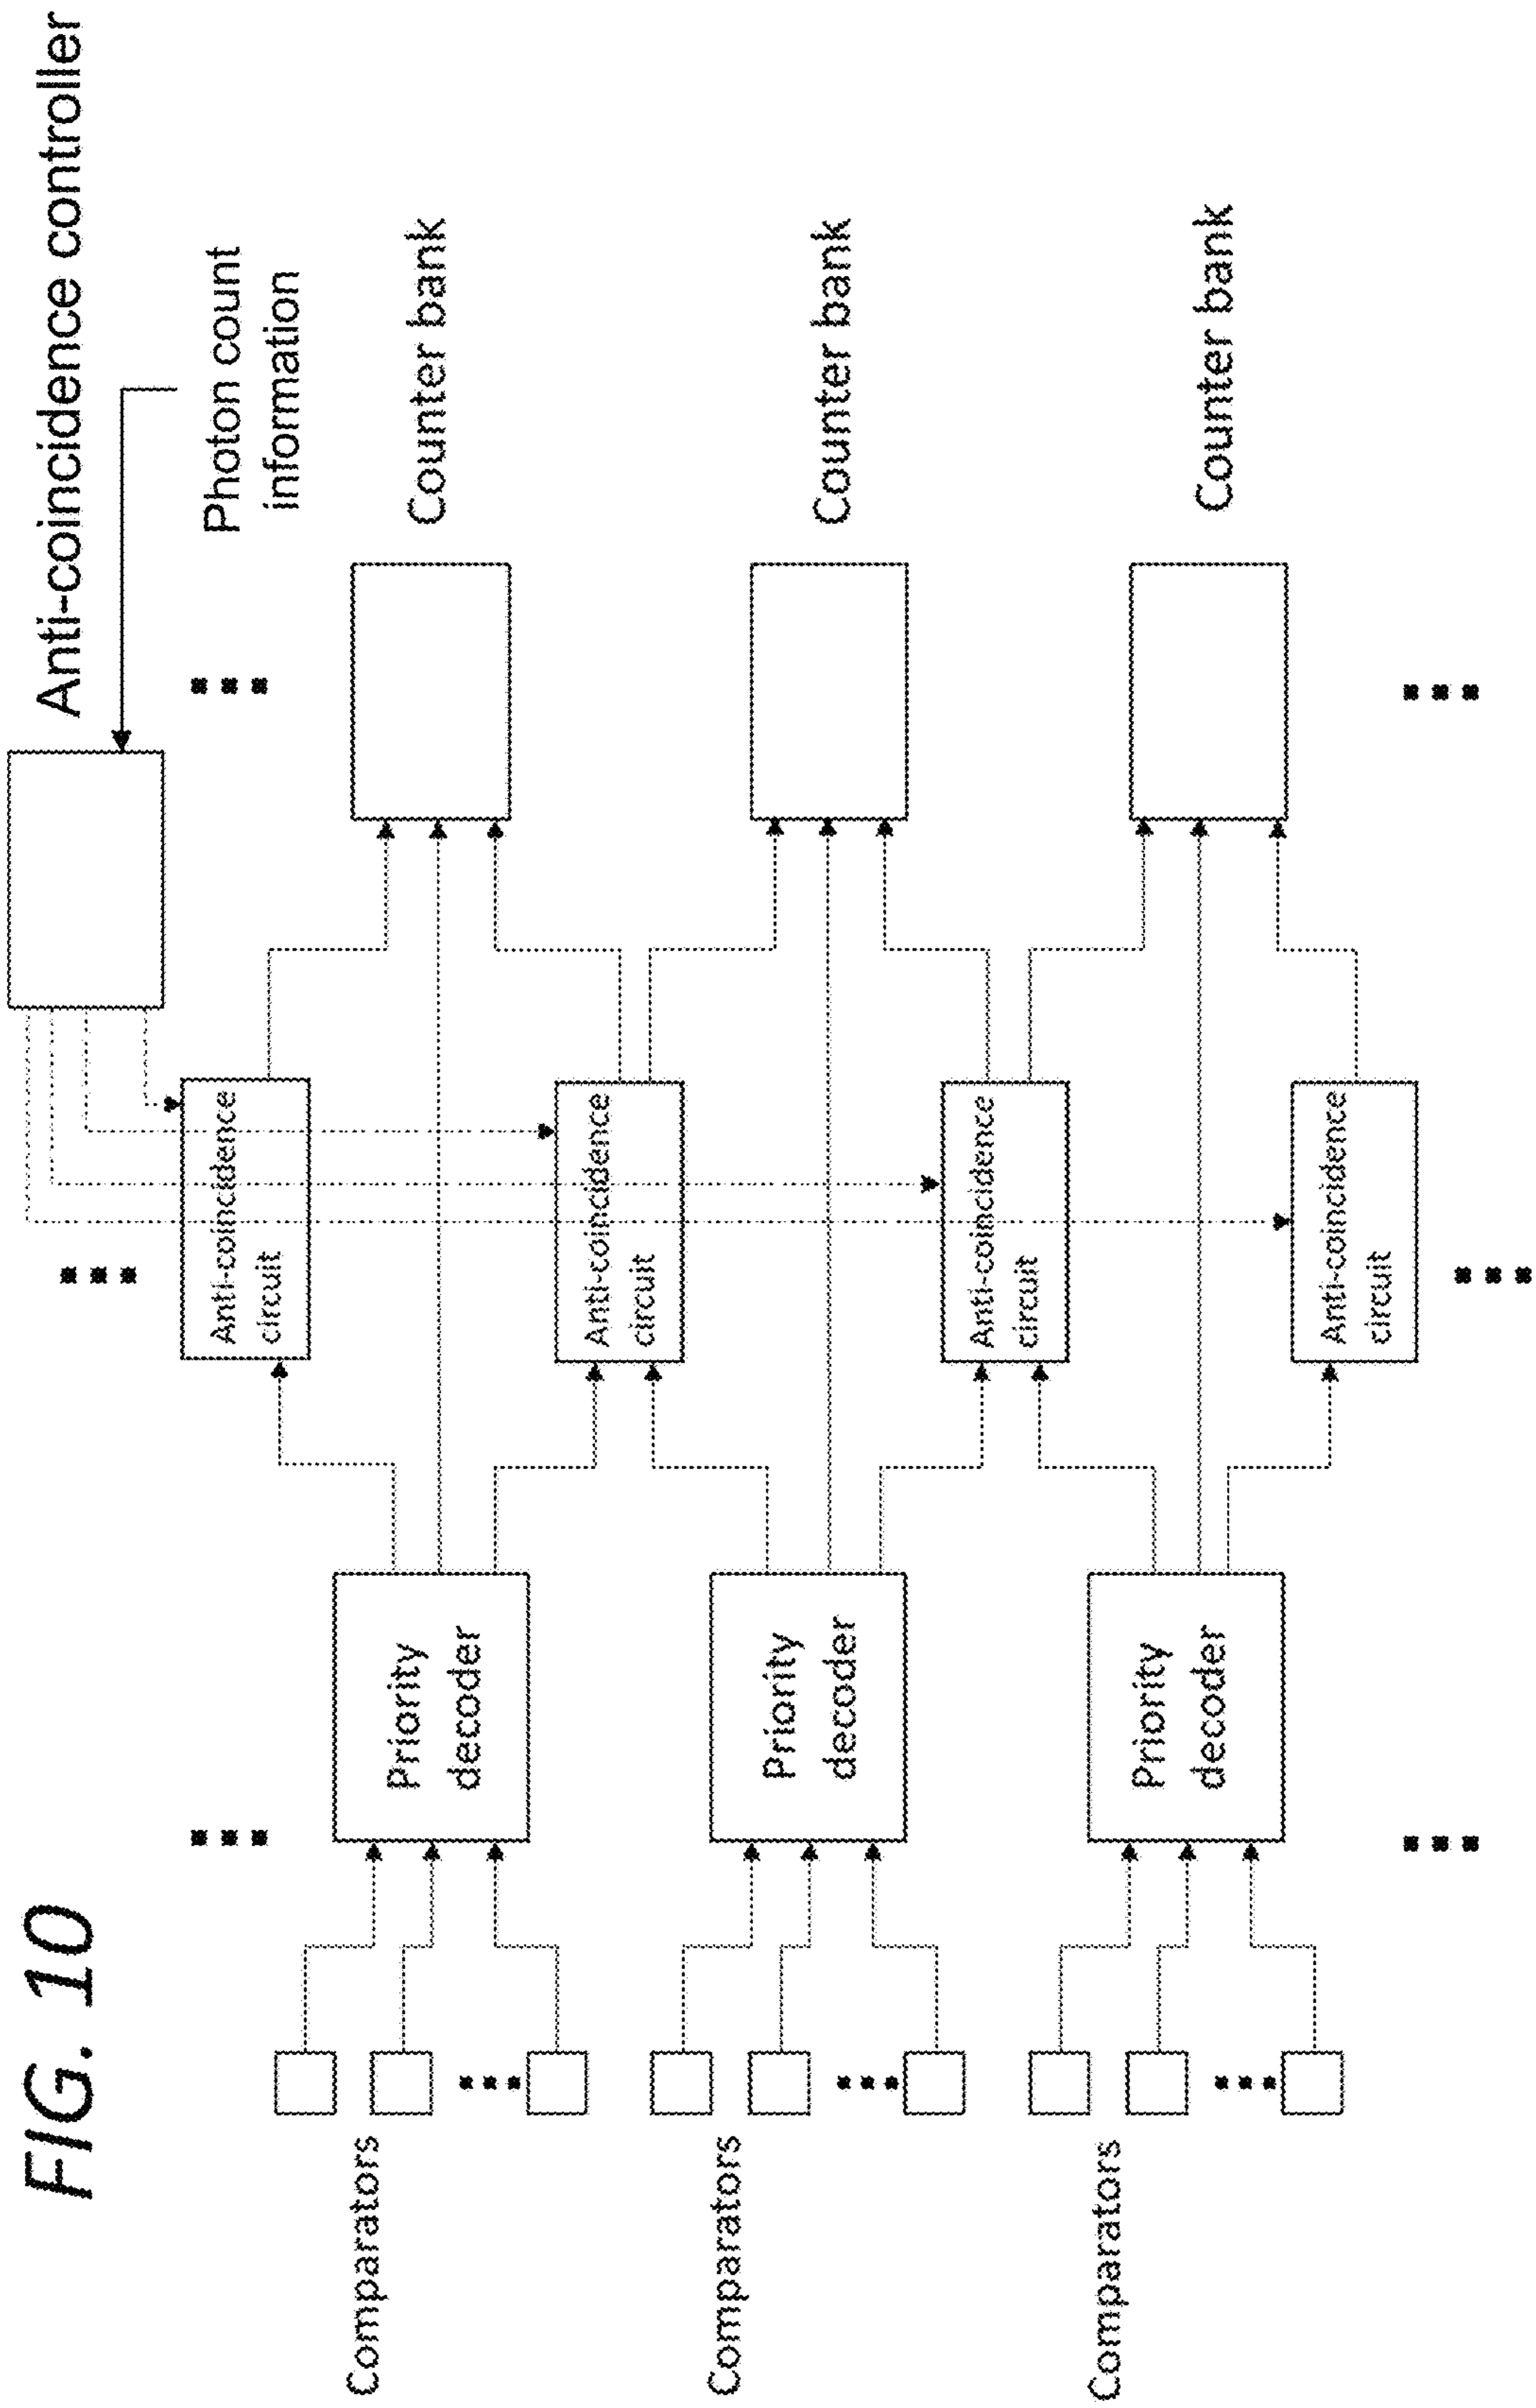 FIG. 10
Anti-coincidence controller
Photon count
information
Anti-coincidence
circuit
Comparators
Priority
decoder
Counter bank
Anti-coincidence
circuit
Comparators
Priority
decoder
Counter bank
Anti-coincidence
circuit
Comparators
Priority
decoder
Counter bank
Anti-coincidence
circuit